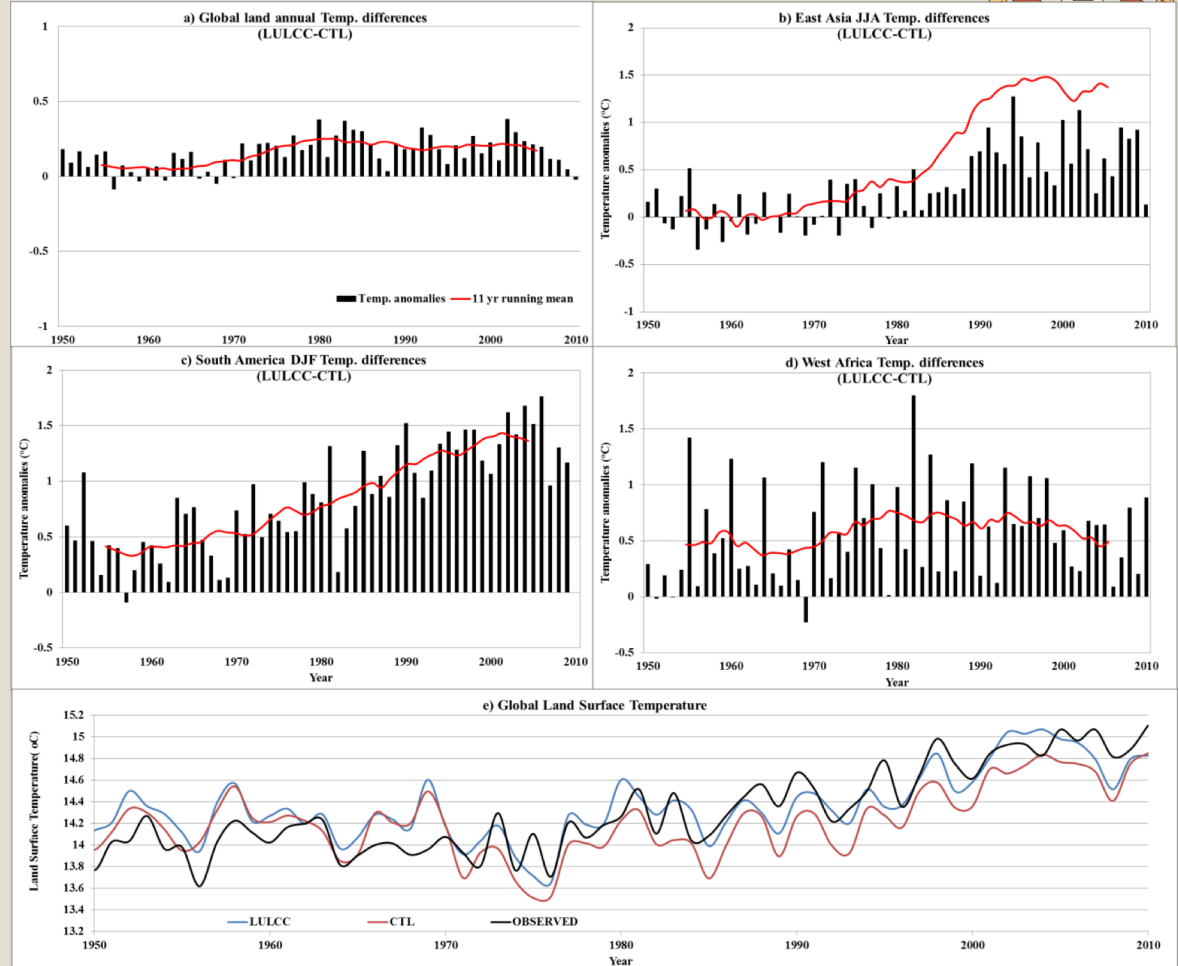 a) Global land annual Temp. differences
(LULCC-CTL)
1
0.5
0
-0.5
-1
1950 1960 1970 1980 1990 2000 2010
Temp. anomalies 11 yr running mean
b) East Asia JJA Temp. differences
(LULCC-CTL)
Temperature anomalies (°C)
2
1.5
1
0.5
0
-0.5
-1
1950 1960 1970 1980 1990 2000 2010
Year
c) South America DJF Temp. differences
(LULCC-CTL)
Temperature anomalies (°C)
2
1.5
1
0.5
0
-0.5
1950 1960 1970 1980 1990 2000 2010
Year
d) West Africa Temp. differences
(LULCC-CTL)
Temperature anomalies (°C)
2
1.5
1
0.5
0
-0.5
1950 1960 1970 1980 1990 2000 2010
Year
e) Global Land Surface Temperature
Land Surface Temperature( oC)
15.2
15
14.8
14.6
14.4
14.2
14
13.8
13.6
13.4
13.2
LULCC CTL OBSERVED
1950 1960 1970 1980 1990 2000 2010
Year